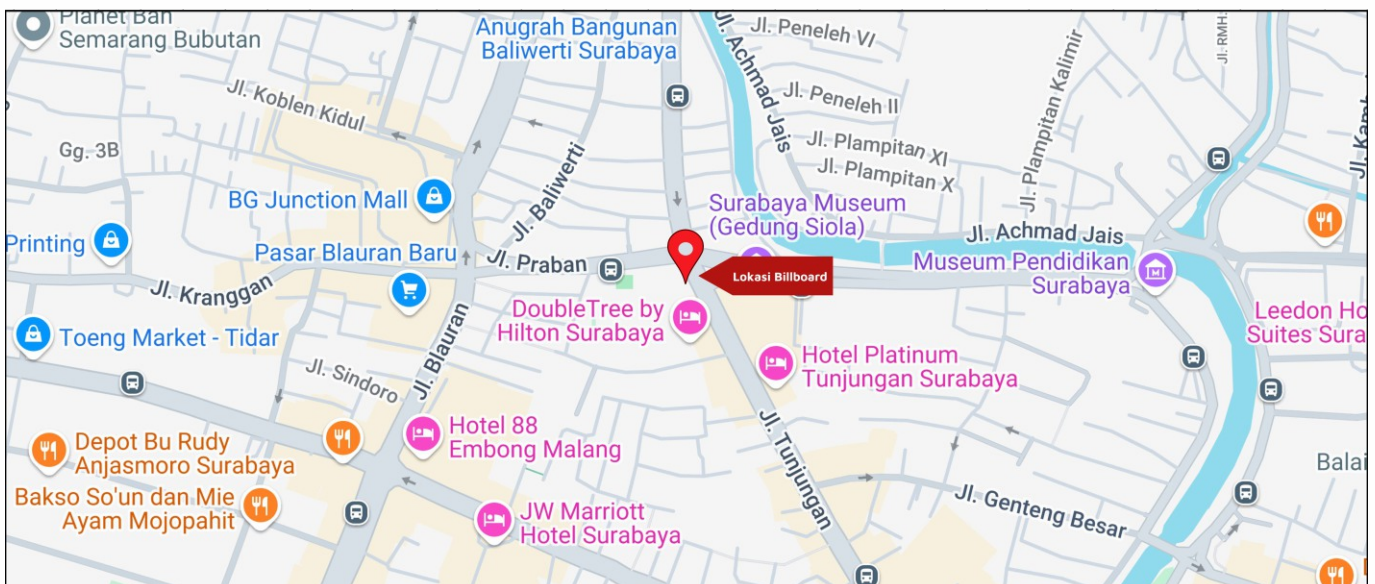 Planet Ban
Semarang Bubutan
Anugrah Bangunan
Baliwerti Surabaya
Jl. Achmad Jais
Jl. Peneleh VI
Jl. Plampitan Kalimir
Jl. RMH.
Jl. Koblen Kidul
Jl. Peneleh II
Gg. 3B
Jl. Baliwerti
Jl. Plampitan XI
Jl. Plampitan X
BG Junction Mall
Surabaya Museum
(Gedung Siola)
Printing
Pasar Blauran Baru
Jl. Praban
Jl. Achmad Jais
Museum Pendidikan
Surabaya
Lokasi Billboard
Jl. Kranggan
DoubleTree by
Hilton Surabaya
Leedon Ho
Suites Sura
Toeng Market - Tidar
Jl. Blauran
Jl. Sindoro
Hotel Platinum
Tunjungan Surabaya
Hotel 88
Embong Malang
Jl. Tunjungan
Depot Bu Rudy
Anjasmoro Surabaya
Balai
Bakso So'un dan Mie
Ayam Mojopahit
Jl. Genteng Besar
JW Marriott
Hotel Surabaya